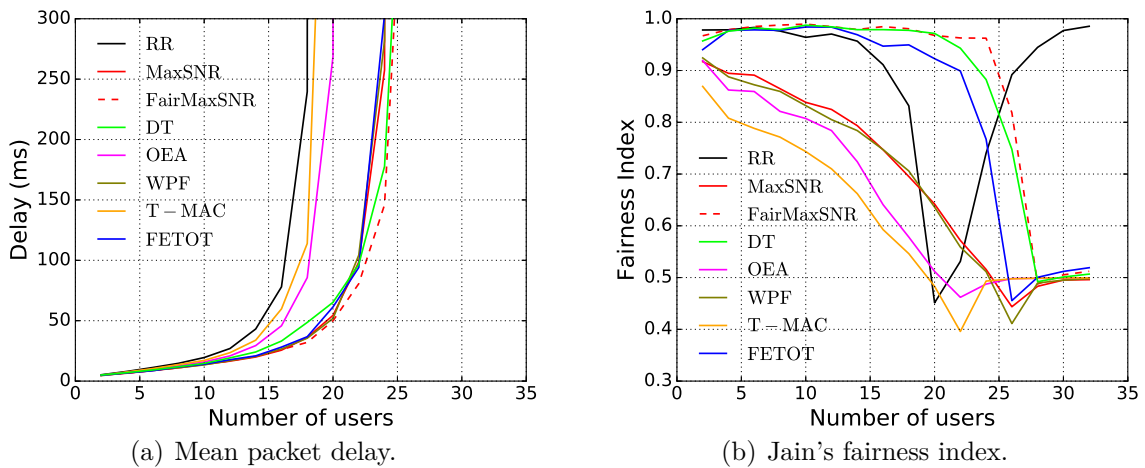 300
250
200
150
100
50
0
Delay (ms)
RR
MaxSNR
FairMaxSNR
DT
OEA
WPF
T−MAC
FETOT
0 5 10 15 20 25 30 35
Number of users
(a) Mean packet delay.
1.0
0.9
0.8
0.7
0.6
0.5
0.4
0.3
Fairness Index
RR
MaxSNR
FairMaxSNR
DT
OEA
WPF
T−MAC
FETOT
0 5 10 15 20 25 30 35
Number of users
(b) Jain's fairness index.